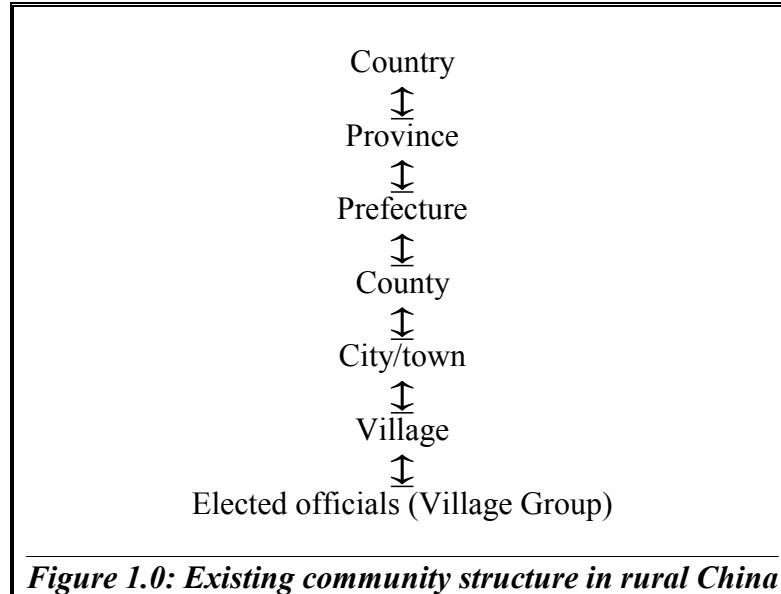 Country
↨
Province
↨
Prefecture
↨
County
↨
City/town
↨
Village
↨
Elected officials (Village Group)
Figure 1.0: Existing community structure in rural China